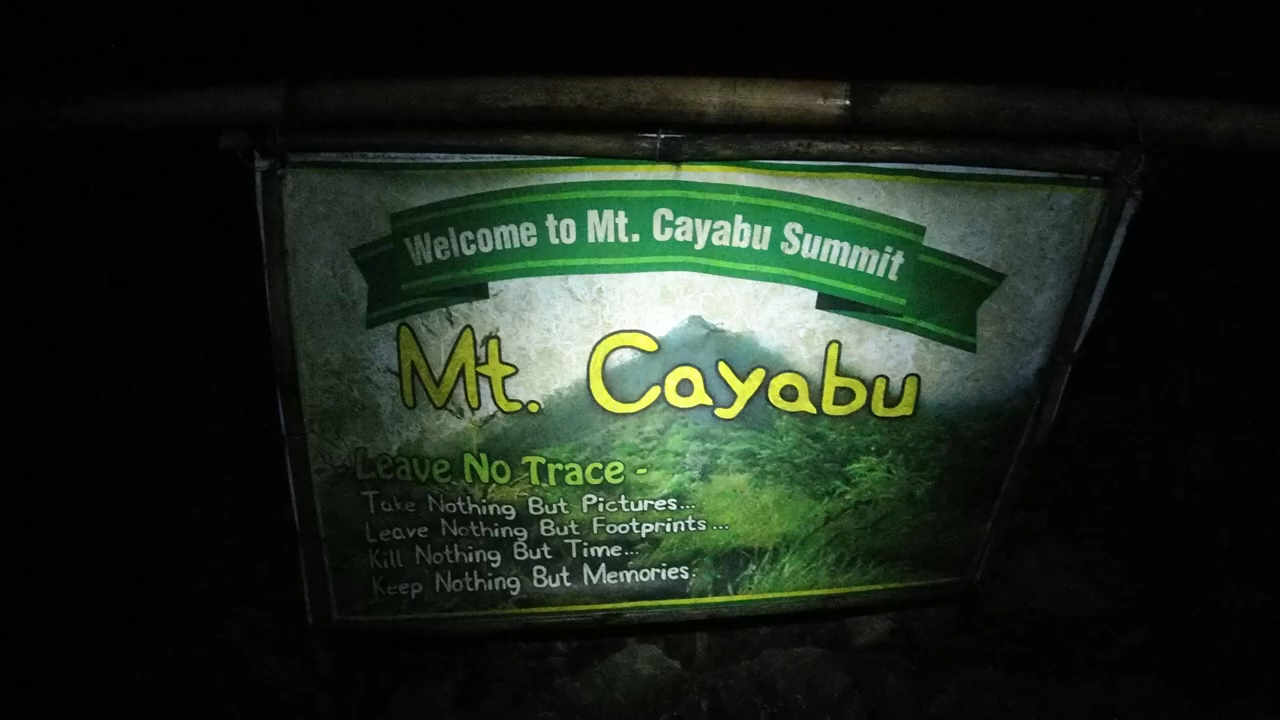 Welcome to Mt. Cayabu Summit
Mt. Cayabu
- Leave No Trace -
Take Nothing But Pictures...
Leave Nothing But Footprints...
Kill Nothing But Time...
Keep Nothing But Memories.